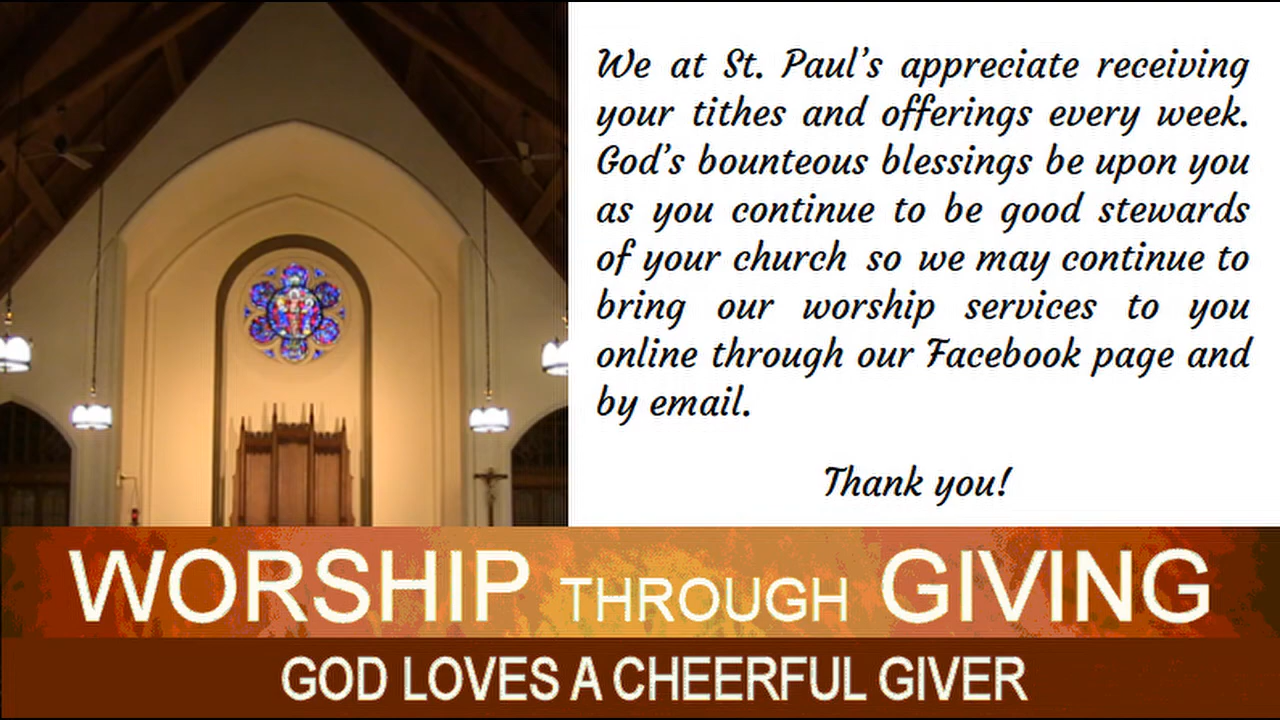 We at St. Paul's appreciate receiving
your tithes and offerings every week.
God's bounteous blessings be upon you
as you continue to be good stewards
of your church so we may continue to
bring our worship services to you
online through our Facebook page and
by email.
Thank you!
WORSHIP THROUGH GIVING
GOD LOVES A CHEERFUL GIVER